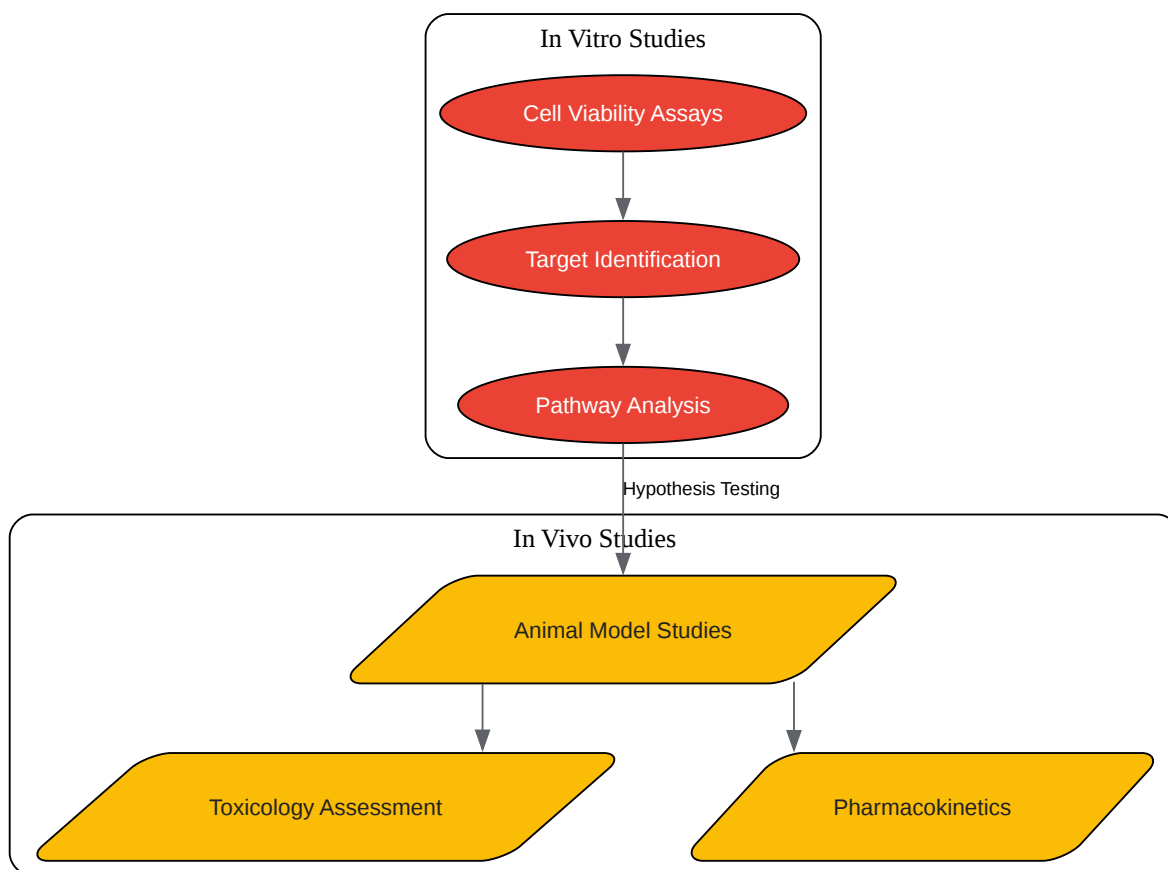 In Vitro Studies
Cell Viability Assays
Target Identification
Pathway Analysis
Hypothesis Testing
In Vivo Studies
Animal Model Studies
Toxicology Assessment
Pharmacokinetics